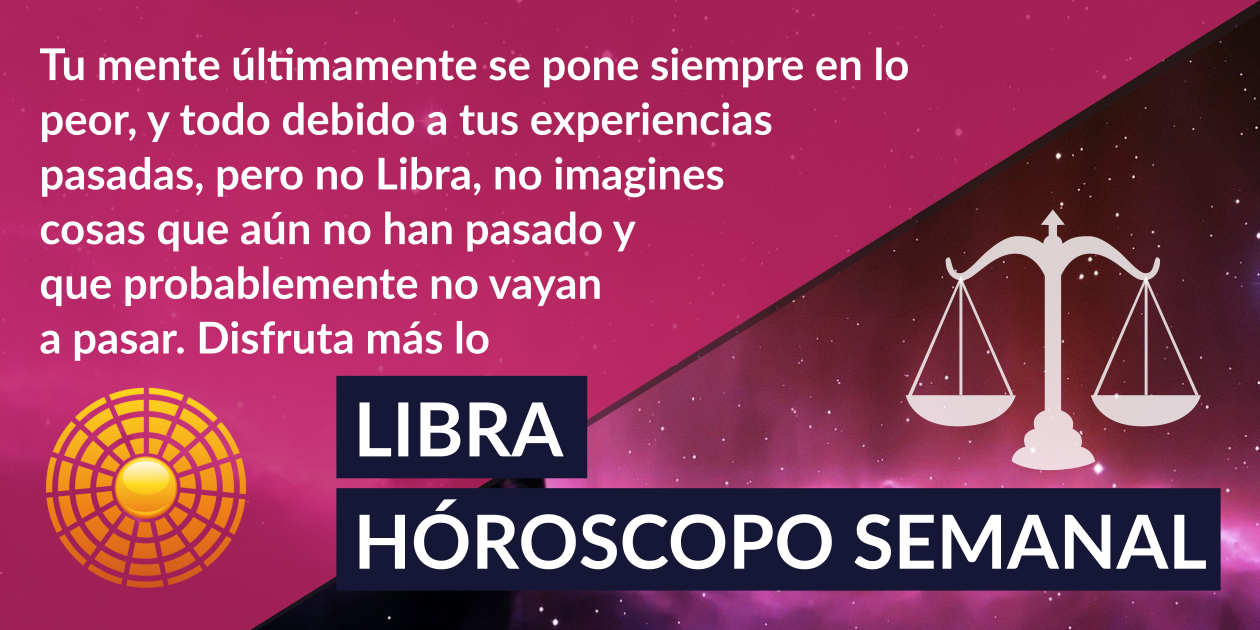 Tu mente últimamente se pone siempre en lo
peor, y todo debido a tus experiencias
pasadas, pero no Libra, no imagines
cosas que aún no han pasado y
que probablemente no vayan
a pasar. Disfruta más lo
LIBRA
HÓROSCOPO SEMANAL